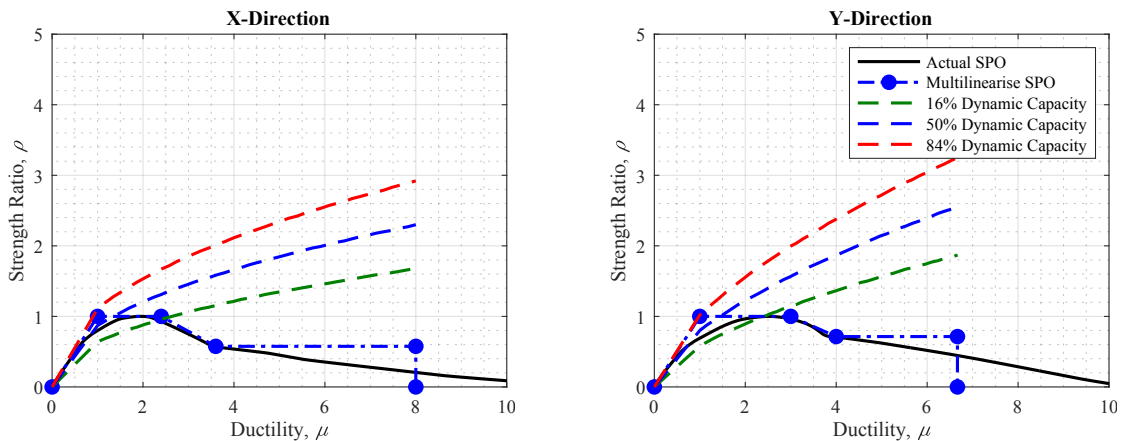 X-Direction
5
4
3
2
1
0
Strength Ratio, ρ
0 2 4 6 8 10
Ductility, μ
Y-Direction
5
4
3
2
1
0
Strength Ratio, ρ
0 2 4 6 8 10
Ductility, μ
Actual SPO
Multilinearise SPO
16% Dynamic Capacity
50% Dynamic Capacity
84% Dynamic Capacity